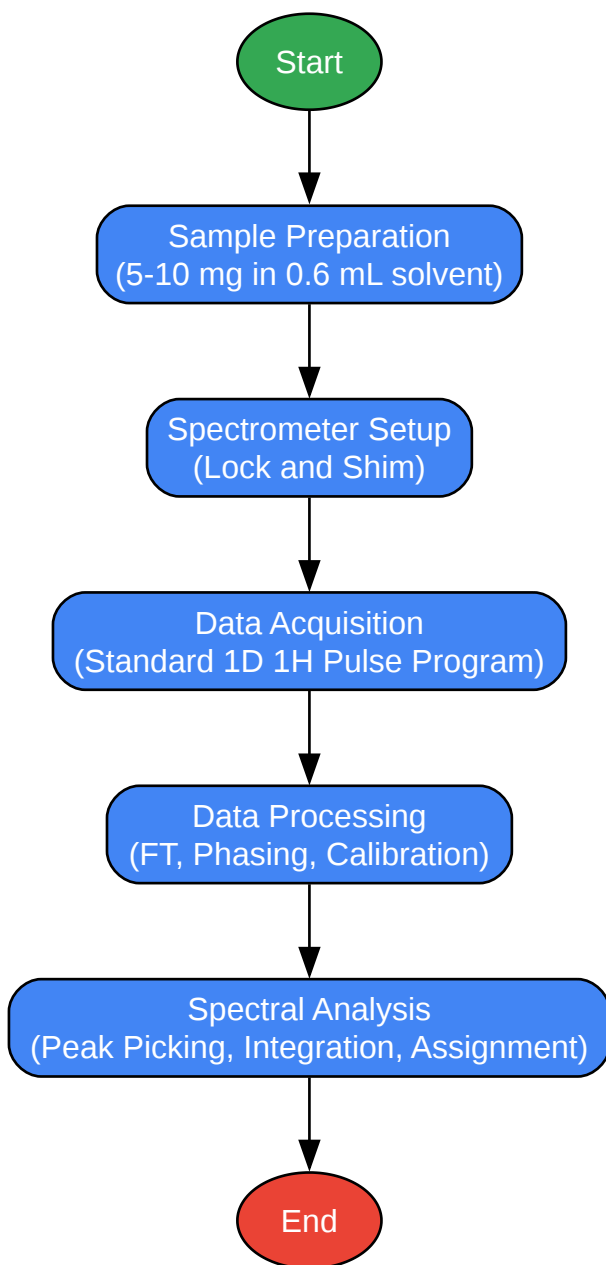 Start
Sample Preparation
(5-10 mg in 0.6 mL solvent)
Spectrometer Setup
(Lock and Shim)
Data Acquisition
(Standard 1D 1H Pulse Program)
Data Processing
(FT, Phasing, Calibration)
Spectral Analysis
(Peak Picking, Integration, Assignment)
End